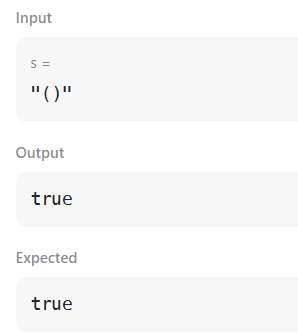 Input
s =
"()"
Output
true
Expected
true